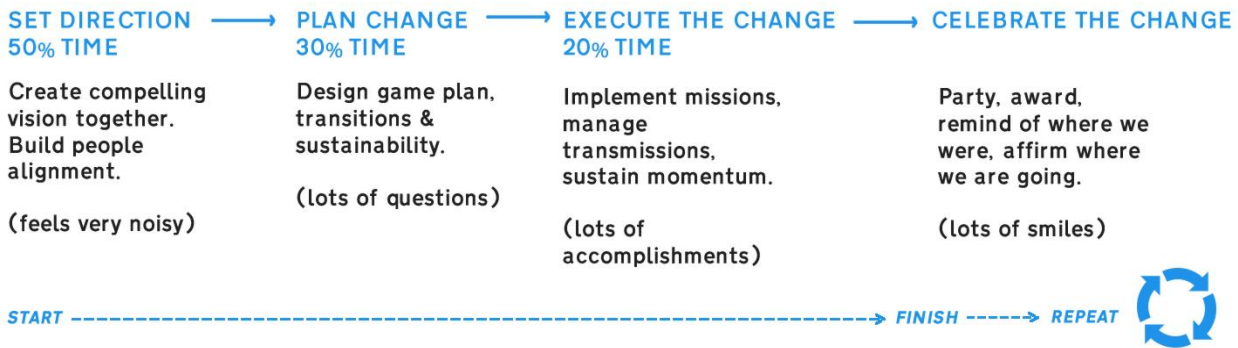 SET DIRECTION
50% TIME
Create compelling
vision together.
Build people
alignment.
(feels very noisy)
PLAN CHANGE
30% TIME
Design game plan,
transitions &
sustainability.
(lots of questions)
EXECUTE THE CHANGE
20% TIME
Implement missions,
manage
transmissions,
sustain momentum.
(lots of
accomplishments)
CELEBRATE THE CHANGE
Party, award,
remind of where we
were, affirm where
we are going.
(lots of smiles)
START
FINISH
REPEAT